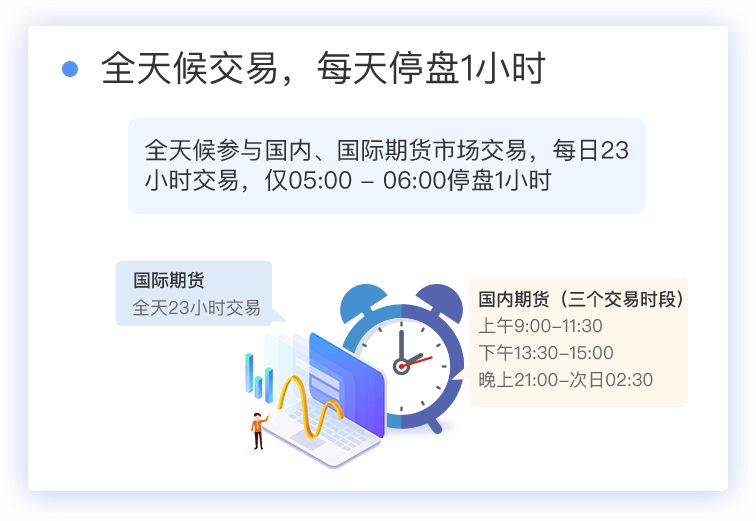 全天候交易，每天停盘1小时
全天候参与国内、国际期货市场交易，每日23
小时交易，仅05:00 – 06:00停盘1小时
国际期货
全天23小时交易
国内期货（三个交易时段）
上午9:00–11:30
下午13:30–15:00
晚上21:00–次日02:30